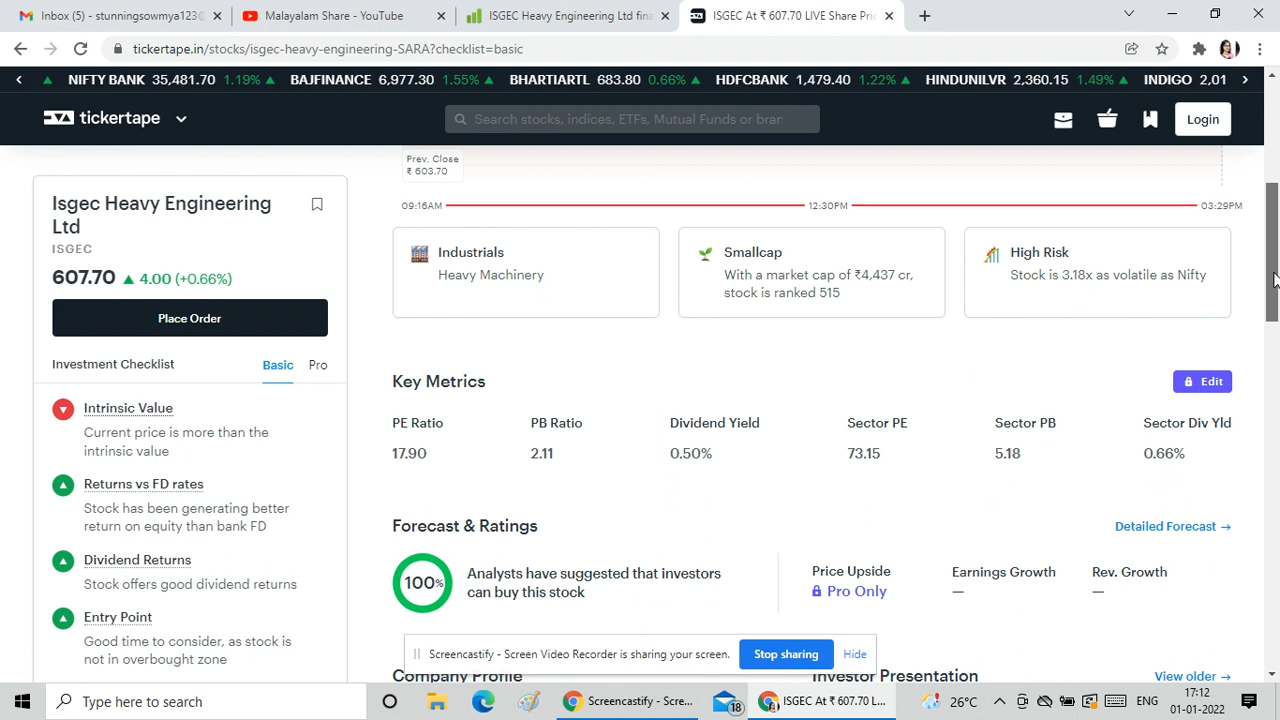 Inbox (5) - stunningsowmya123@
Malayalam Share - YouTube
ISGEC Heavy Engineering Ltd fina
ISGEC At ₹ 607.70 LIVE Share Pri
tickertape.in/stocks/isgec-heavy-engineering-SARA?checklist=basic
NIFTY BANK 35,481.70 1.19% BAJFINANCE 6,977.30 1.55% BHARTIARTL 683.80 0.66% HDFCBANK 1,479.40 1.22% HINDUNILVR 2,360.15 1.49% INDIGO 2,01
tickertape
Search stocks, indices, ETFs, Mutual Funds or bran
Login
Prev. Close
₹ 603.70
09:16AM 12:30PM 03:29PM
Isgec Heavy Engineering
Ltd
ISGEC
607.70 4.00 (+0.66%)
Place Order
Investment Checklist Basic Pro
Intrinsic Value
Current price is more than the
intrinsic value
Returns vs FD rates
Stock has been generating better
return on equity than bank FD
Dividend Returns
Stock offers good dividend returns
Entry Point
Good time to consider, as stock is
not in overbought zone
Industrials
Heavy Machinery
Smallcap
With a market cap of ₹4,437 cr,
stock is ranked 515
High Risk
Stock is 3.18x as volatile as Nifty
Key Metrics
Edit
PE Ratio PB Ratio Dividend Yield Sector PE Sector PB Sector Div Yld
17.90 2.11 0.50% 73.15 5.18 0.66%
Forecast & Ratings
Detailed Forecast →
100%
Analysts have suggested that investors
can buy this stock
Price Upside Earnings Growth Rev. Growth
Pro Only — —
Screencastify - Screen Video Recorder is sharing your screen. Stop sharing Hide
Company Profile
Investor Presentation
View older →
Type here to search
Screencastify - Scre...
18
ISGEC At ₹ 607.70 L...
26°C
ENG
17:12
01-01-2022